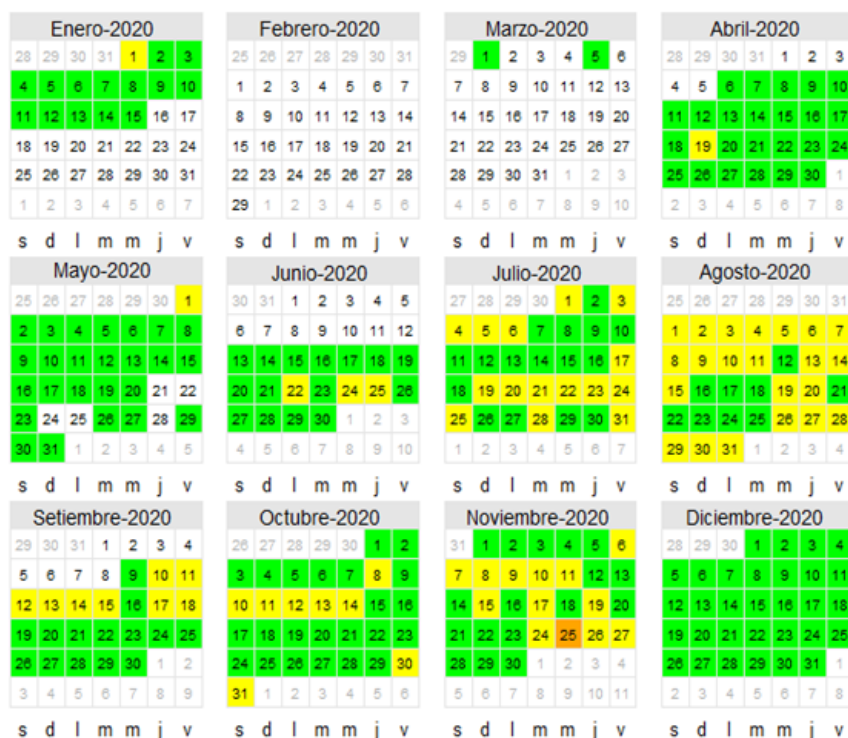 Enero-2020 Febrero-2020 Marzo-2020 Abril-2020
28 29 30 31 1 2 3 25 26 27 28 29 30 31 29 1 2 3 4 5 6 28 29 30 31 1 2 3
4 5 6 7 8 9 10 1 2 3 4 5 6 7 7 8 9 10 11 12 13 4 5 6 7 8 9 10
11 12 13 14 15 16 17 8 9 10 11 12 13 14 14 15 16 17 18 19 20 11 12 13 14 15 16 17
18 19 20 21 22 23 24 15 16 17 18 19 20 21 21 22 23 24 25 26 27 18 19 20 21 22 23 24
25 26 27 28 29 30 31 22 23 24 25 26 27 28 28 29 30 31 1 2 3 25 26 27 28 29 30 1
1 2 3 4 5 6 7 29 1 2 3 4 5 6 4 5 6 7 8 9 10 2 3 4 5 6 7 8
s d l m m j v s d l m m j v s d l m m j v s d l m m j v
Mayo-2020 Junio-2020 Julio-2020 Agosto-2020
25 26 27 28 29 30 1 30 31 1 2 3 4 5 27 28 29 30 1 2 3 25 26 27 28 29 30 31
2 3 4 5 6 7 8 6 7 8 9 10 11 12 4 5 6 7 8 9 10 1 2 3 4 5 6 7
9 10 11 12 13 14 15 13 14 15 16 17 18 19 11 12 13 14 15 16 17 8 9 10 11 12 13 14
16 17 18 19 20 21 22 20 21 22 23 24 25 26 18 19 20 21 22 23 24 15 16 17 18 19 20 21
23 24 25 26 27 28 29 27 28 29 30 1 2 3 25 26 27 28 29 30 31 22 23 24 25 26 27 28
30 31 1 2 3 4 5 4 5 6 7 8 9 10 1 2 3 4 5 6 7 29 30 31 1 2 3 4
s d l m m j v s d l m m j v s d l m m j v s d l m m j v
Setiembre-2020 Octubre-2020 Noviembre-2020 Diciembre-2020
29 30 31 1 2 3 4 26 27 28 29 30 1 2 31 1 2 3 4 5 6 28 29 30 1 2 3 4
5 6 7 8 9 10 11 3 4 5 6 7 8 9 7 8 9 10 11 12 13 5 6 7 8 9 10 11
12 13 14 15 16 17 18 10 11 12 13 14 15 16 14 15 16 17 18 19 20 12 13 14 15 16 17 18
19 20 21 22 23 24 25 17 18 19 20 21 22 23 21 22 23 24 25 26 27 19 20 21 22 23 24 25
26 27 28 29 30 1 2 24 25 26 27 28 29 30 28 29 30 1 2 3 4 26 27 28 29 30 31 1
3 4 5 6 7 8 9 31 1 2 3 4 5 6 5 6 7 8 9 10 11 2 3 4 5 6 7 8
s d l m m j v s d l m m j v s d l m m j v s d l m m j v